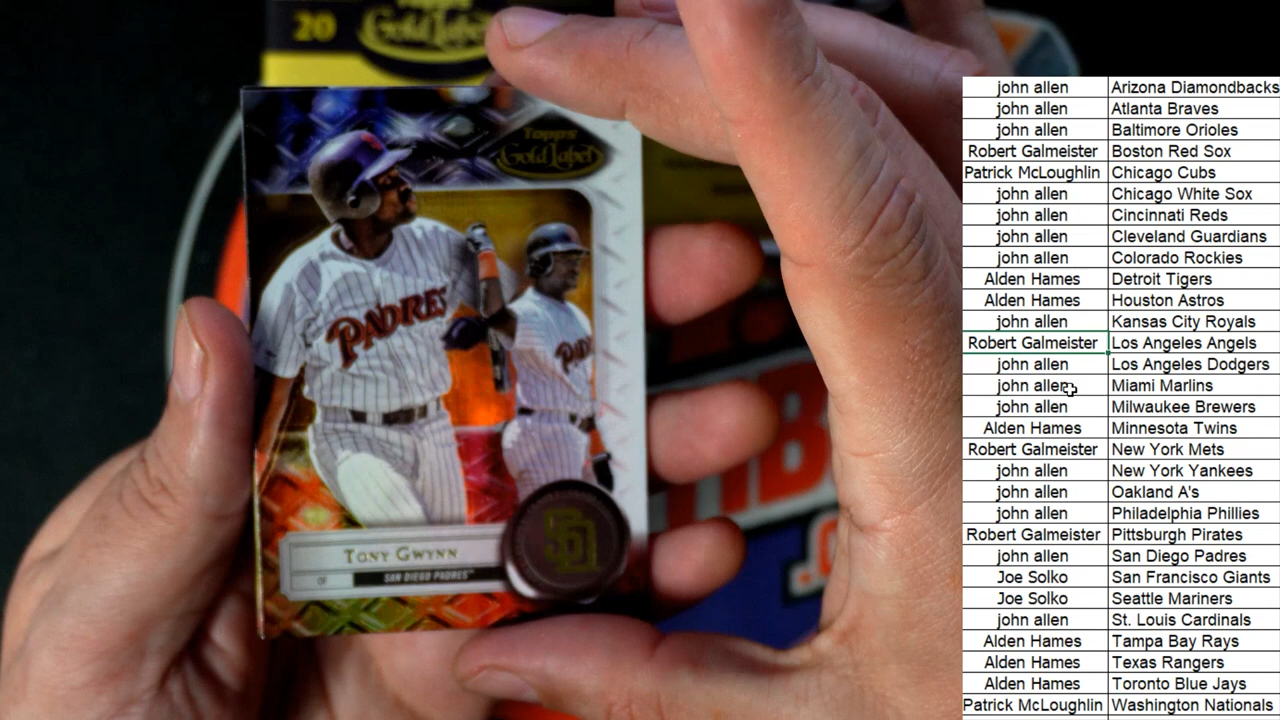 20
Topps
Gold Label
Topps
Gold Label
PADRES
PAD
TONY GWYNN
OF
SAN DIEGO PADRES™
SD
john allen Arizona Diamondbacks
john allen Atlanta Braves
john allen Baltimore Orioles
Robert Galmeister Boston Red Sox
Patrick McLoughlin Chicago Cubs
john allen Chicago White Sox
john allen Cincinnati Reds
john allen Cleveland Guardians
john allen Colorado Rockies
Alden Hames Detroit Tigers
Alden Hames Houston Astros
john allen Kansas City Royals
Robert Galmeister Los Angeles Angels
john allen Los Angeles Dodgers
john allen Miami Marlins
john allen Milwaukee Brewers
Alden Hames Minnesota Twins
Robert Galmeister New York Mets
john allen New York Yankees
john allen Oakland A's
john allen Philadelphia Phillies
Robert Galmeister Pittsburgh Pirates
john allen San Diego Padres
Joe Solko San Francisco Giants
Joe Solko Seattle Mariners
john allen St. Louis Cardinals
Alden Hames Tampa Bay Rays
Alden Hames Texas Rangers
Alden Hames Toronto Blue Jays
Patrick McLoughlin Washington Nationals